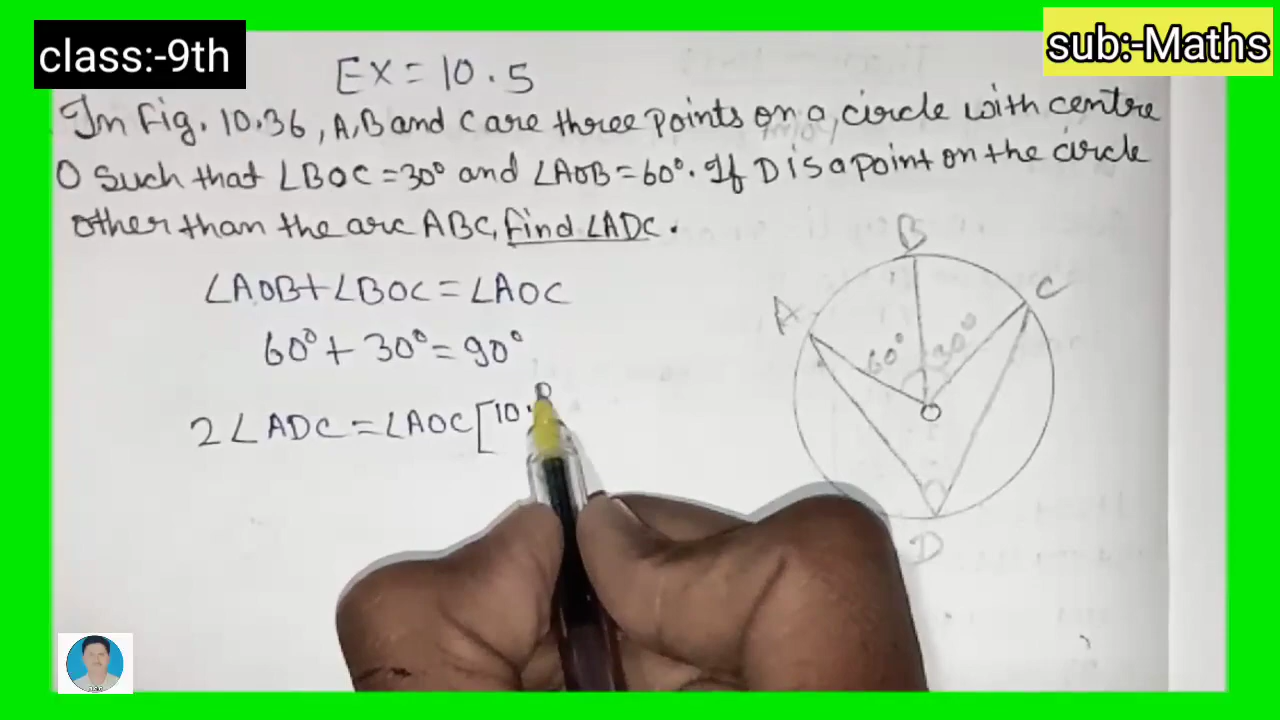 class:-9th
sub:-Maths
EX = 10.5
In Fig. 10.36, A, B and C are three points on a circle with centre
O Such that ∠BOC = 30° and ∠AOB = 60°. If D is a point on the circle
other than the arc ABC, find ∠ADC.
∠AOB + ∠BOC = ∠AOC
60° + 30° = 90°
2∠ADC = ∠AOC [10.
B
C
A
60° 30°
O
D